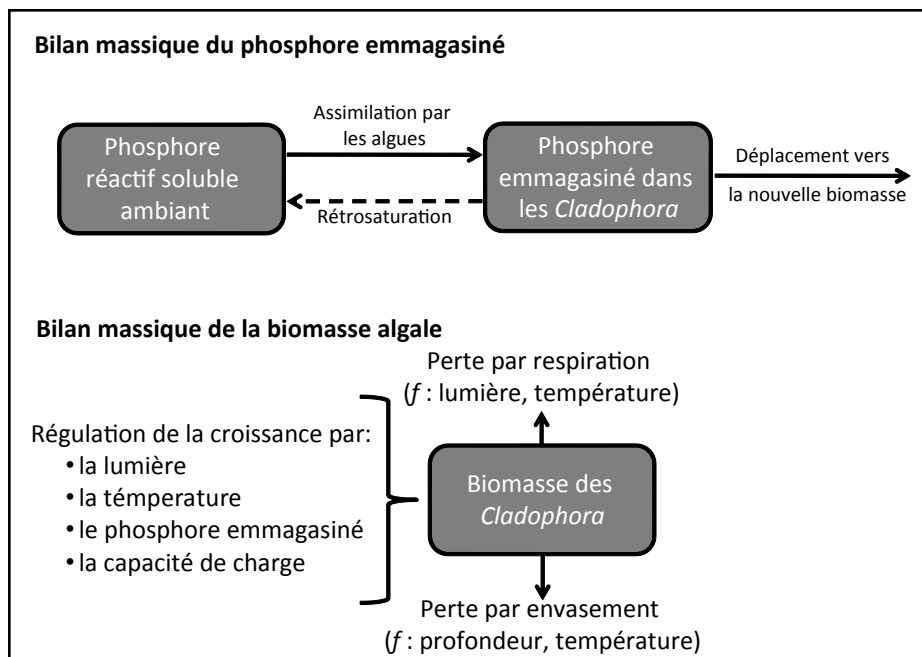 Bilan massique du phosphore emmagasiné
Assimilation par
les algues
Phosphore
réactif soluble
ambiant
Rétrosaturation
Phosphore
emmagasiné dans
les Cladophora
Déplacement vers
la nouvelle biomasse
Bilan massique de la biomasse algale
Perte par respiration
(f : lumière, température)
Régulation de la croissance par:
• la lumière
• la témperature
• le phosphore emmagasiné
• la capacité de charge
Biomasse des
Cladophora
Perte par envasement
(f : profondeur, température)